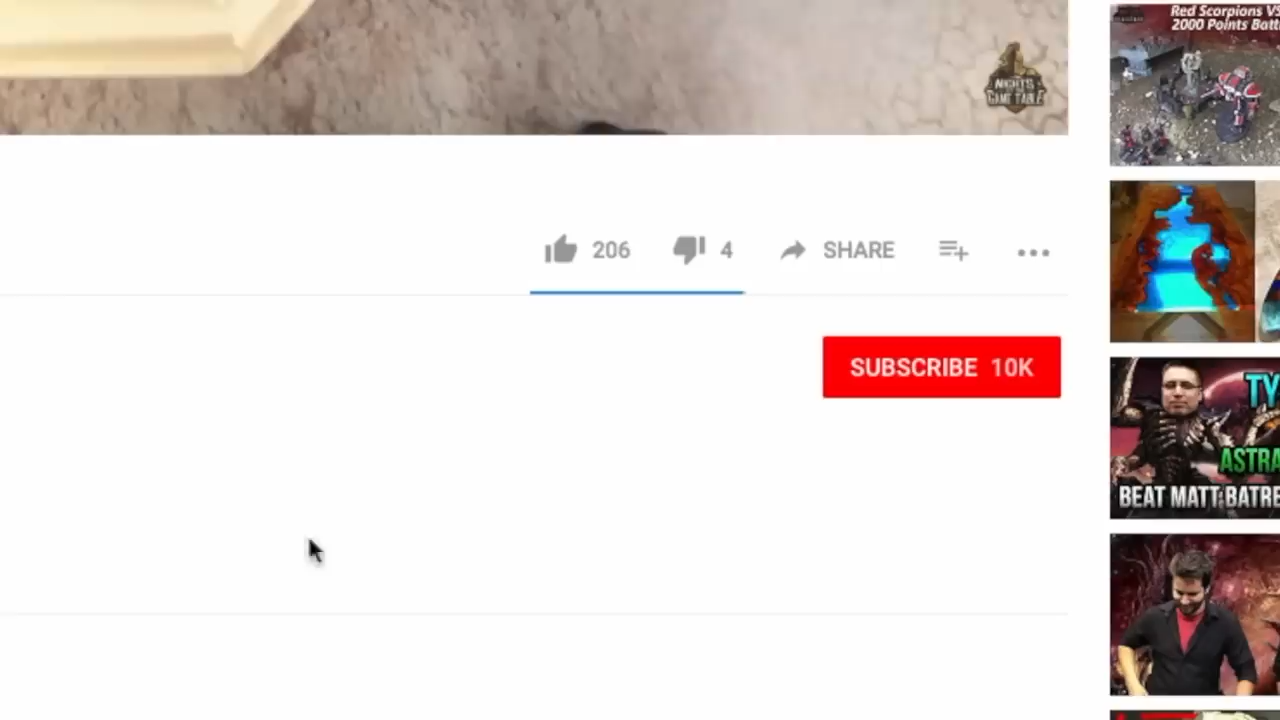 NIGHTS
GAME TABLE
206
4
SHARE
SUBSCRIBE 10K
Red Scorpions VS
2000 Points Batt
TY
ASTRA
BEAT MATT BATRE